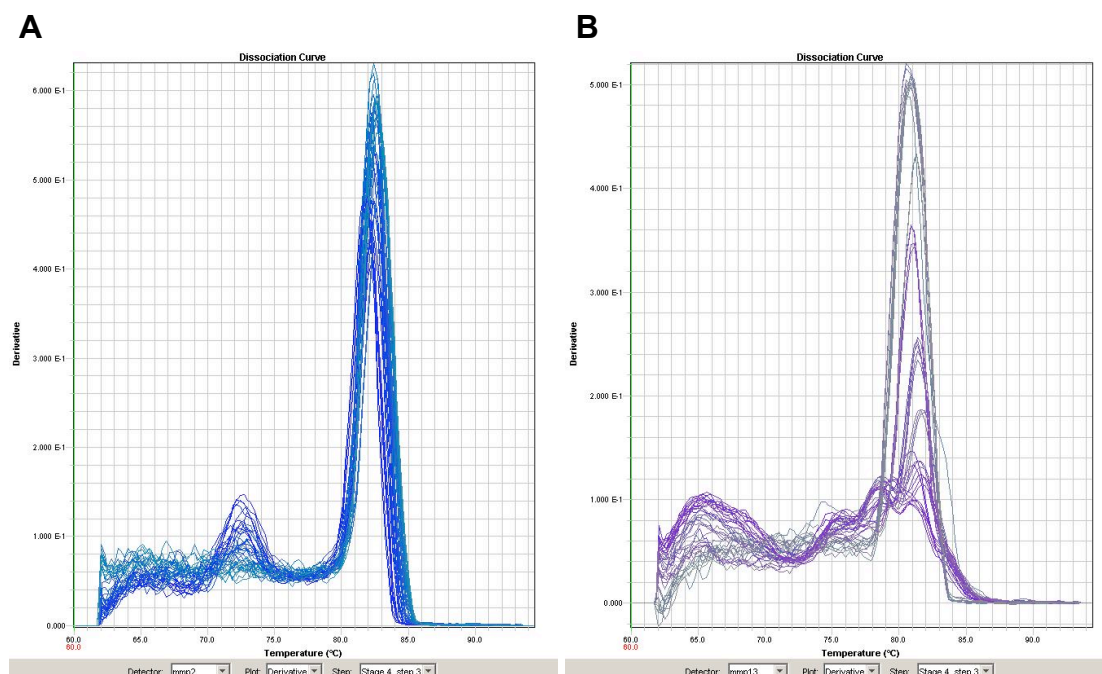 A
Dissociation Curve
6.000 E-1
5.000 E-1
4.000 E-1
3.000 E-1
2.000 E-1
1.000 E-1
0.000
Derivative
60.0 65.0 70.0 75.0 80.0 85.0 90.0
60.0
Temperature (°C)
Detector: mmp2 Plot: Derivative Step: Stage 4, step 3
B
Dissociation Curve
5.000 E-1
4.000 E-1
3.000 E-1
2.000 E-1
1.000 E-1
0.000
Derivative
60.0 65.0 70.0 75.0 80.0 85.0 90.0
60.0
Temperature (°C)
Detector: mmp13 Plot: Derivative Step: Stage 4, step 3